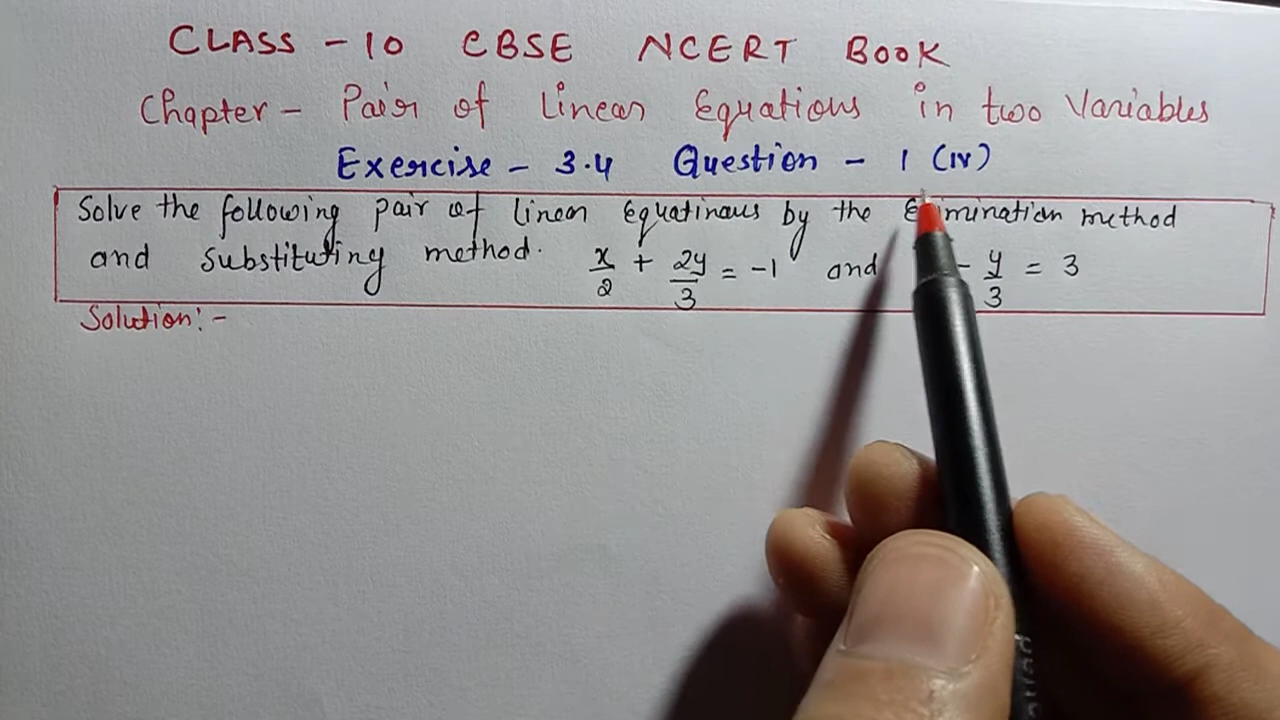 CLASS - 10 CBSE NCERT BOOK
Chapter - Pair of Linear Equations in two Variables
Exercise - 3.4 Question - 1 (iv)
Solve the following pair of linear Equatinous by the method
and substituting method. x/2 + 2y/3 = -1 and - y/3 = 3
Solution:-